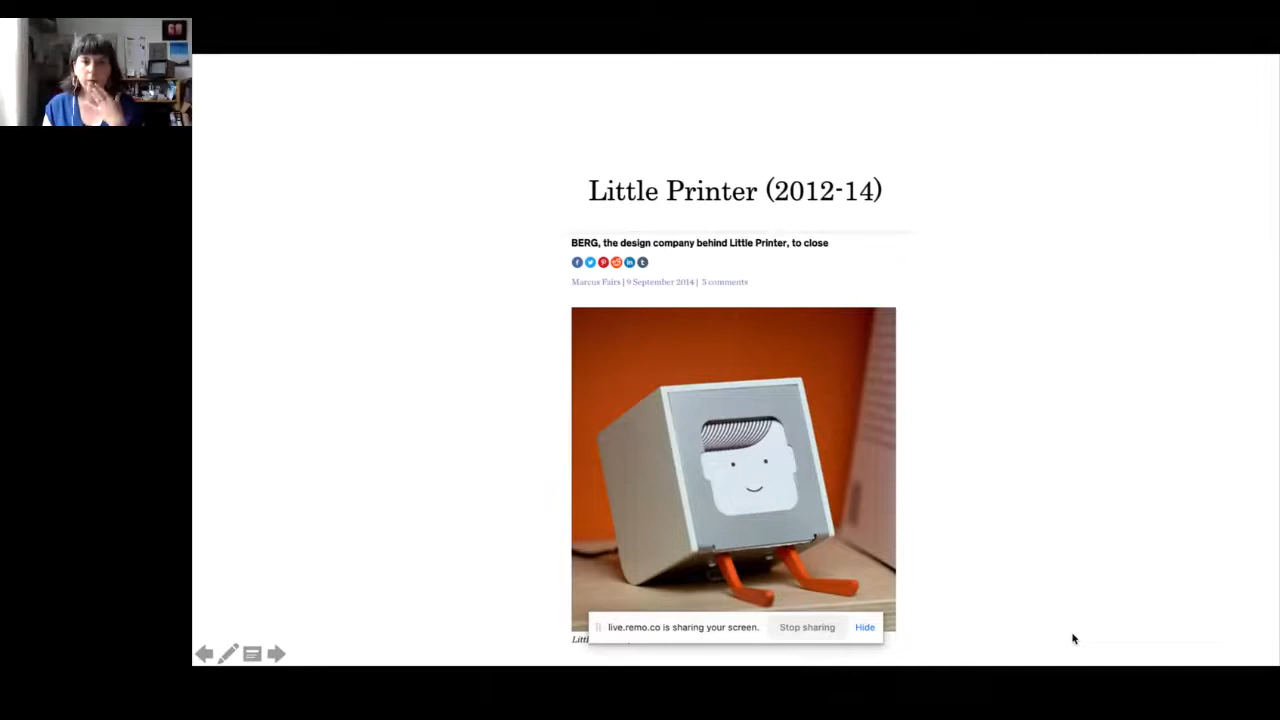 Little Printer (2012-14)
BERG, the design company behind Little Printer, to close
Marcus Fairs | 9 September 2014 | 3 comments
live.remo.co is sharing your screen. Stop sharing Hide